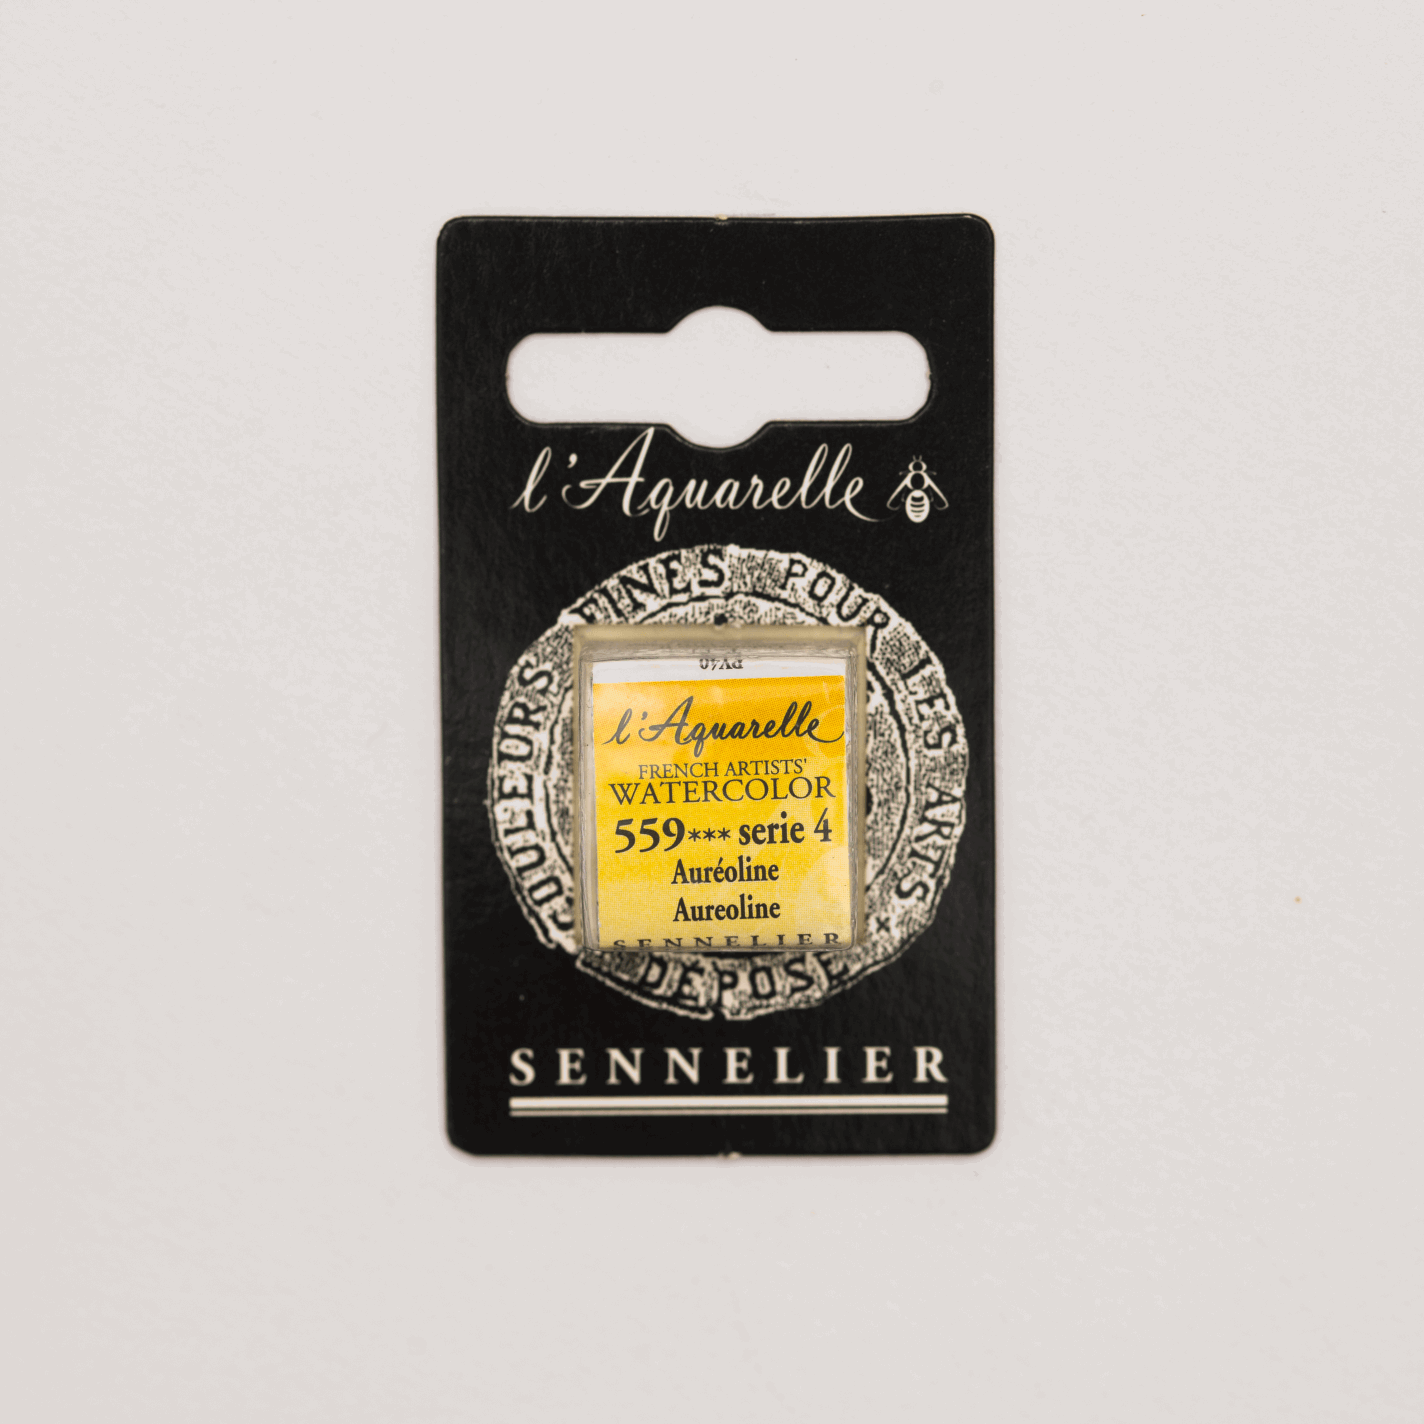 l'Aquarelle
COULEURS FINES POUR LES ARTS
DÉPOSÉ
PY40
l'Aquarelle
FRENCH ARTISTS'
WATERCOLOR
559*** serie 4
Auréoline
Aureoline
SENNELIER
SENNELIER